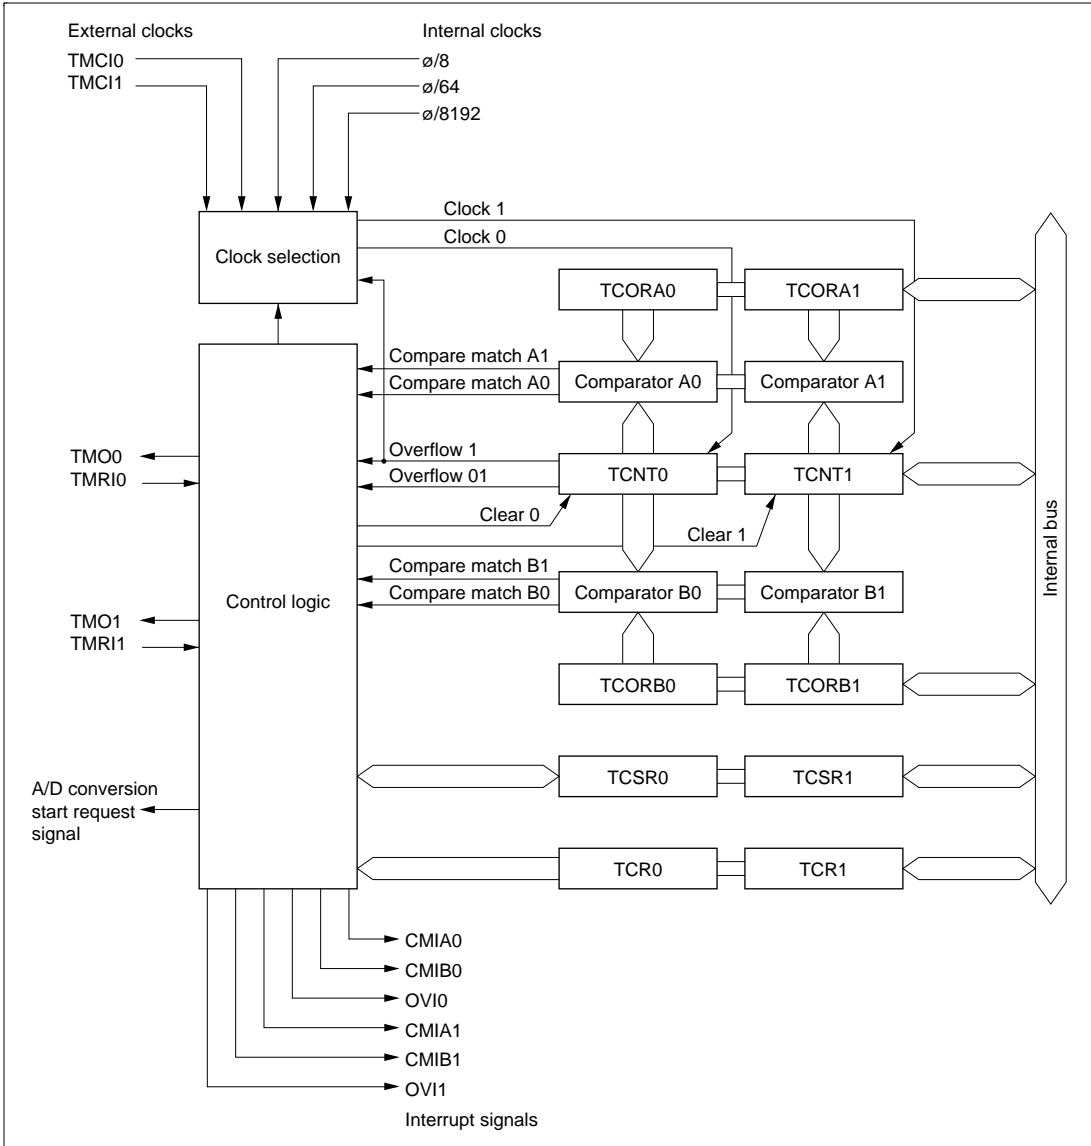 External clocks
Internal clocks
TMCI0
TMCI1
ø/8
ø/64
ø/8192
Clock 1
Clock 0
Clock selection
TCORA0
TCORA1
Compare match A1
Compare match A0
Comparator A0
Comparator A1
TMO0
TMRI0
Overflow 1
Overflow 01
TCNT0
TCNT1
Clear 0
Clear 1
Internal bus
Compare match B1
Compare match B0
Control logic
Comparator B0
Comparator B1
TMO1
TMRI1
TCORB0
TCORB1
A/D conversion
start request
signal
TCSR0
TCSR1
TCR0
TCR1
CMIA0
CMIB0
OVI0
CMIA1
CMIB1
OVI1
Interrupt signals